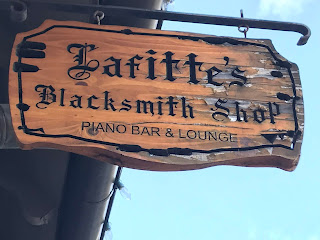 Lafitte's
Blacksmith Shop
PIANO BAR & LOUNGE